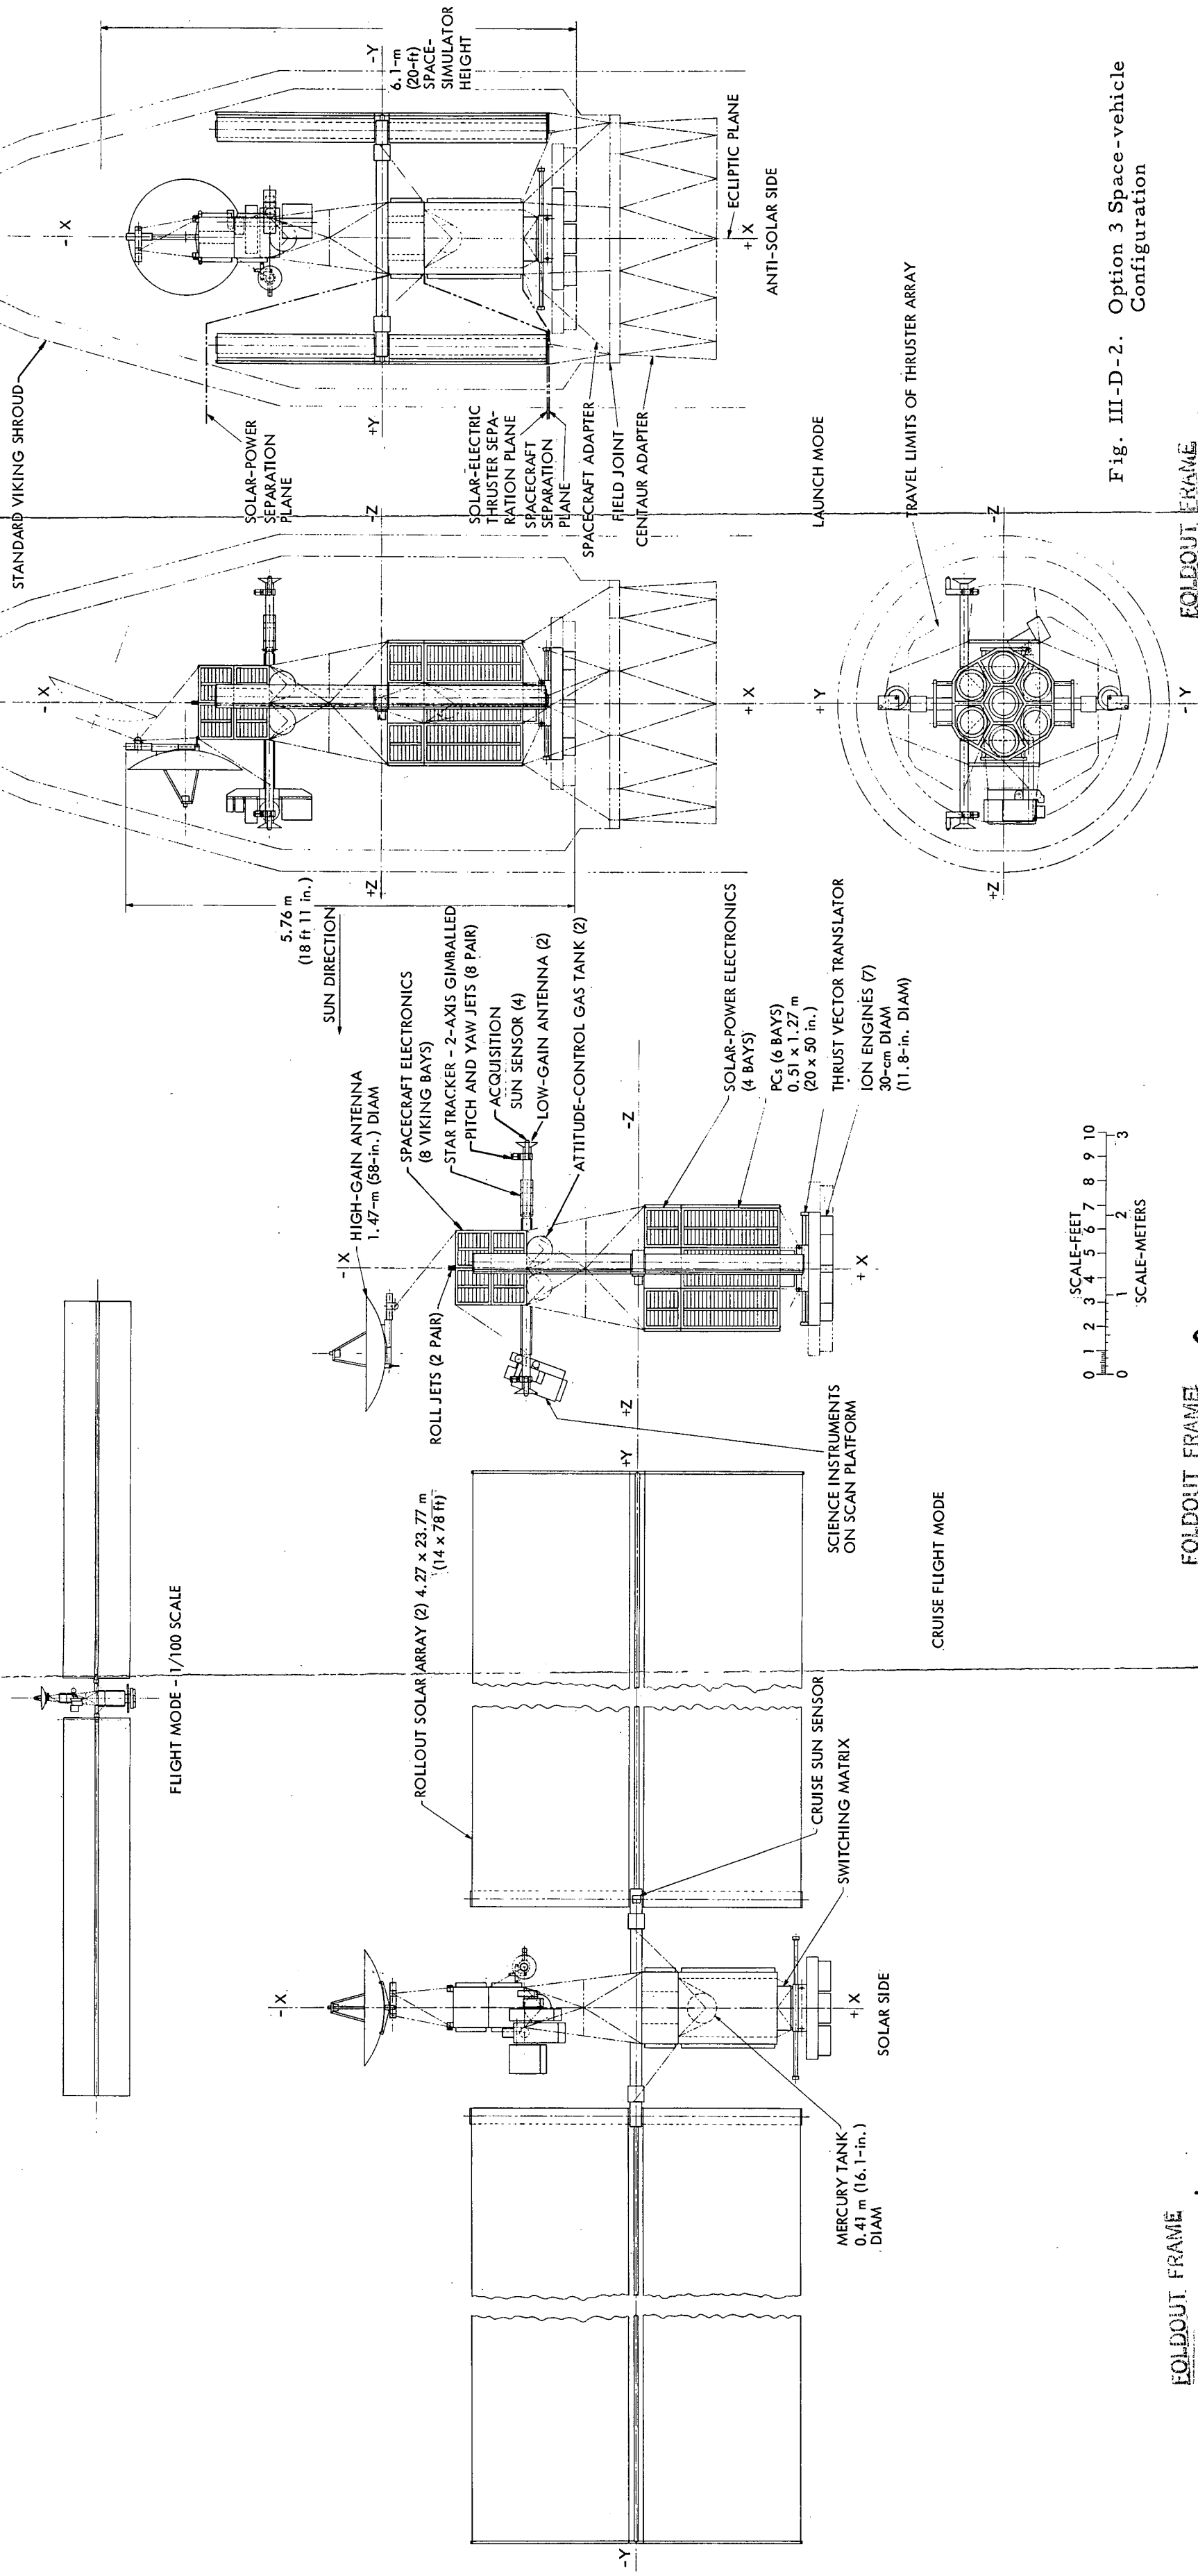 FLIGHT MODE - 1/100 SCALE
ROLLOUT SOLAR ARRAY (2) 4.27 x 23.77 m
(14 x 78 ft)
-Y
+Y
- X
+ X
SOLAR SIDE
CRUISE SUN SENSOR
SWITCHING MATRIX
MERCURY TANK
0.41 m (16.1-in.)
DIAM
CRUISE FLIGHT MODE
HIGH-GAIN ANTENNA
1.47-m (58-in.) DIAM
- X
ROLL JETS (2 PAIR)
SPACECRAFT ELECTRONICS
(8 VIKING BAYS)
STAR TRACKER - 2-AXIS GIMBALLED
PITCH AND YAW JETS (8 PAIR)
ACQUISITION
SUN SENSOR (4)
LOW-GAIN ANTENNA (2)
ATTITUDE-CONTROL GAS TANK (2)
+Z
-Z
SOLAR-POWER ELECTRONICS
(4 BAYS)
PCs (6 BAYS)
0.51 x 1.27 m
(20 x 50 in.)
THRUST VECTOR TRANSLATOR
ION ENGINES (7)
30-cm DIAM
(11.8-in. DIAM)
+ X
SCIENCE INSTRUMENTS
ON SCAN PLATFORM
SCALE-FEET
0 1 2 3 4 5 6 7 8 9 10
0 1 2 3
SCALE-METERS
SUN DIRECTION
5.76 m
(18 ft 11 in.)
- X
+Z
-Z
+ X
STANDARD VIKING SHROUD
SOLAR-POWER
SEPARATION
PLANE
SOLAR-ELECTRIC
THRUSTER SEPA-
RATION PLANE
SPACECRAFT
SEPARATION
PLANE
SPACECRAFT ADAPTER
FIELD JOINT
CENTAUR ADAPTER
LAUNCH MODE
- X
+Y
-Y
6.1-m
(20-ft)
SPACE-
SIMULATOR
HEIGHT
ECLIPTIC PLANE
+ X
ANTI-SOLAR SIDE
TRAVEL LIMITS OF THRUSTER ARRAY
+ Y
+Z
-Z
- Y
Fig. III-D-2. Option 3 Space-vehicle
Configuration
FOLDOUT FRAME
FOLDOUT FRAME
FOLDOUT FRAME